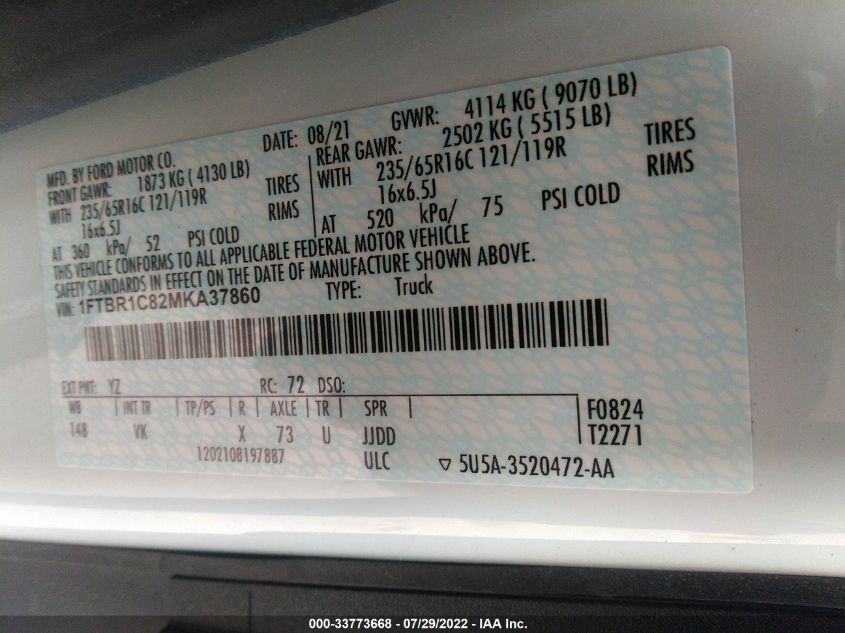 MFD. BY FORD MOTOR CO.
DATE: 08/21 GVWR: 4114 KG ( 9070 LB)
FRONT GAWR: 1873 KG ( 4130 LB)
WITH 235/65R16C 121/119R TIRES
16x6.5J RIMS
AT 360 kPa/ 52 PSI COLD
REAR GAWR: 2502 KG ( 5515 LB)
WITH 235/65R16C 121/119R TIRES
16x6.5J RIMS
AT 520 kPa/ 75 PSI COLD
THIS VEHICLE CONFORMS TO ALL APPLICABLE FEDERAL MOTOR VEHICLE
SAFETY STANDARDS IN EFFECT ON THE DATE OF MANUFACTURE SHOWN ABOVE.
VIN: 1FTBR1C82MKA37860 TYPE: Truck
EXT PNT: YZ RC: 72 DSO:
WB | INT TR | TP/PS | R | AXLE | TR | SPR | F0824
148 VK X 73 U JJDD T2271
1202108197887 ULC ▽ 5U5A-3520472-AA
000-33773668 - 07/29/2022 - IAA Inc.